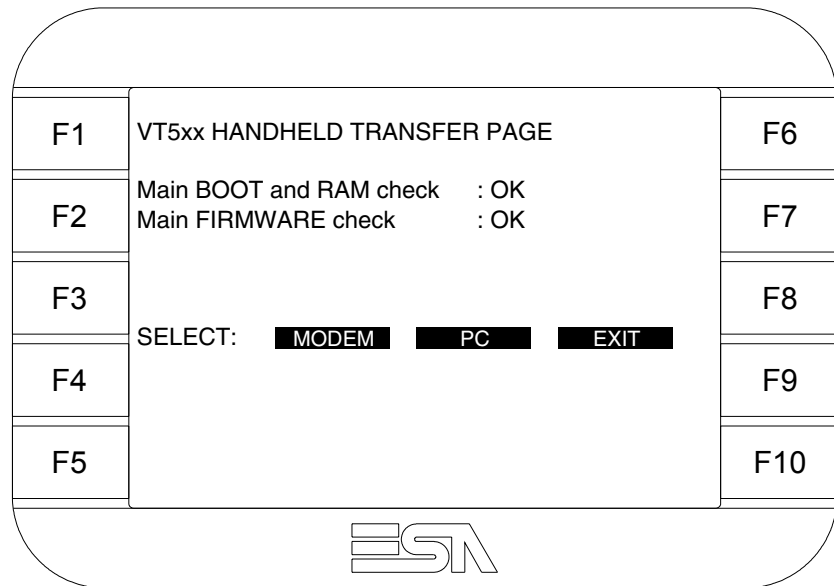 F1
F2
F3
F4
F5
VT5xx HANDHELD TRANSFER PAGE
Main BOOT and RAM check : OK
Main FIRMWARE check : OK
SELECT: MODEM PC EXIT
F6
F7
F8
F9
F10
ESA